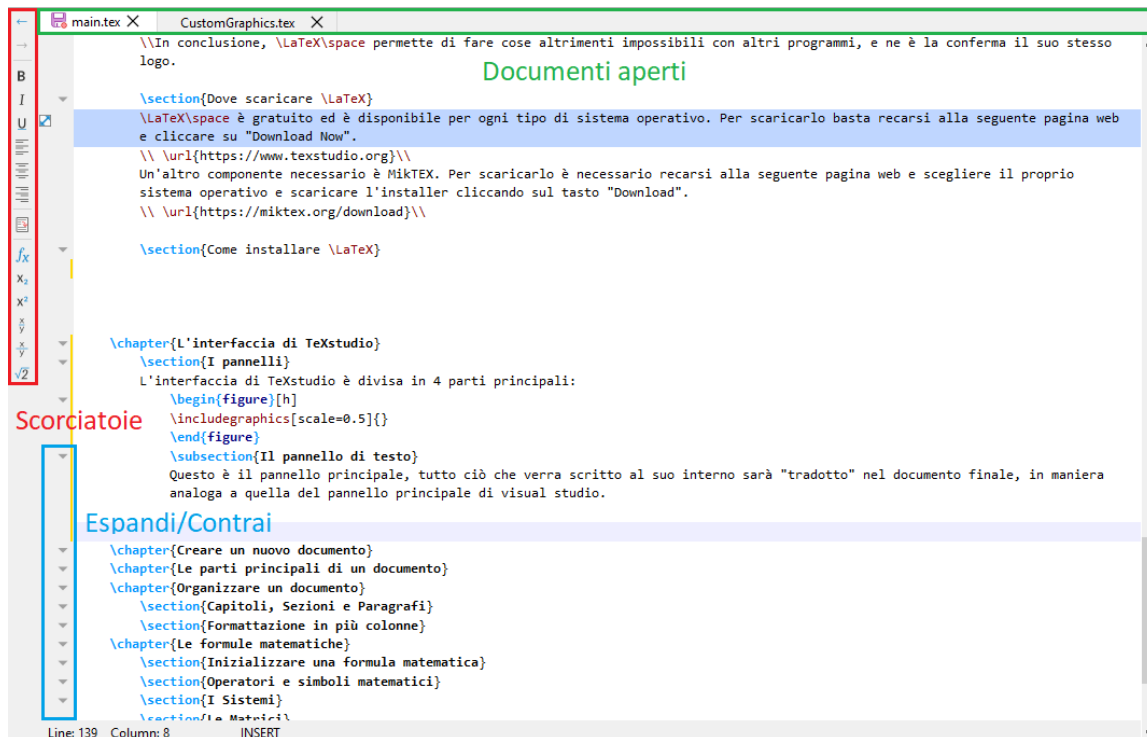 main.tex
CustomGraphics.tex
\\In conclusione, \LaTeX\space permette di fare cose altrimenti impossibili con altri programmi, e ne è la conferma il suo stesso
logo.
Documenti aperti
B
I
U
\section{Dove scaricare \LaTeX}
\LaTeX\space è gratuito ed è disponibile per ogni tipo di sistema operativo. Per scaricarlo basta recarsi alla seguente pagina web
e cliccare su "Download Now".
\\ \url{https://www.texstudio.org}\\
Un'altro componente necessario è MikTEX. Per scaricarlo è necessario recarsi alla seguente pagina web e scegliere il proprio
sistema operativo e scaricare l'installer cliccando sul tasto "Download".
\\ \url{https://miktex.org/download}\\
\section{Come installare \LaTeX}
fx
x₂
x²
x/y
x/y
√2
\chapter{L'interfaccia di TeXstudio}
\section{I pannelli}
L'interfaccia di TeXstudio è divisa in 4 parti principali:
\begin{figure}[h]
\includegraphics[scale=0.5]{}
\end{figure}
Scorciatoie
\subsection{Il pannello di testo}
Questo è il pannello principale, tutto ciò che verra scritto al suo interno sarà "tradotto" nel documento finale, in maniera
analoga a quella del pannello principale di visual studio.
Espandi/Contrai
\chapter{Creare un nuovo documento}
\chapter{Le parti principali di un documento}
\chapter{Organizzare un documento}
\section{Capitoli, Sezioni e Paragrafi}
\section{Formattazione in più colonne}
\chapter{Le formule matematiche}
\section{Inizializzare una formula matematica}
\section{Operatori e simboli matematici}
\section{I Sistemi}
\section{Le Matrici}
Line: 139 Column: 8 INSERT